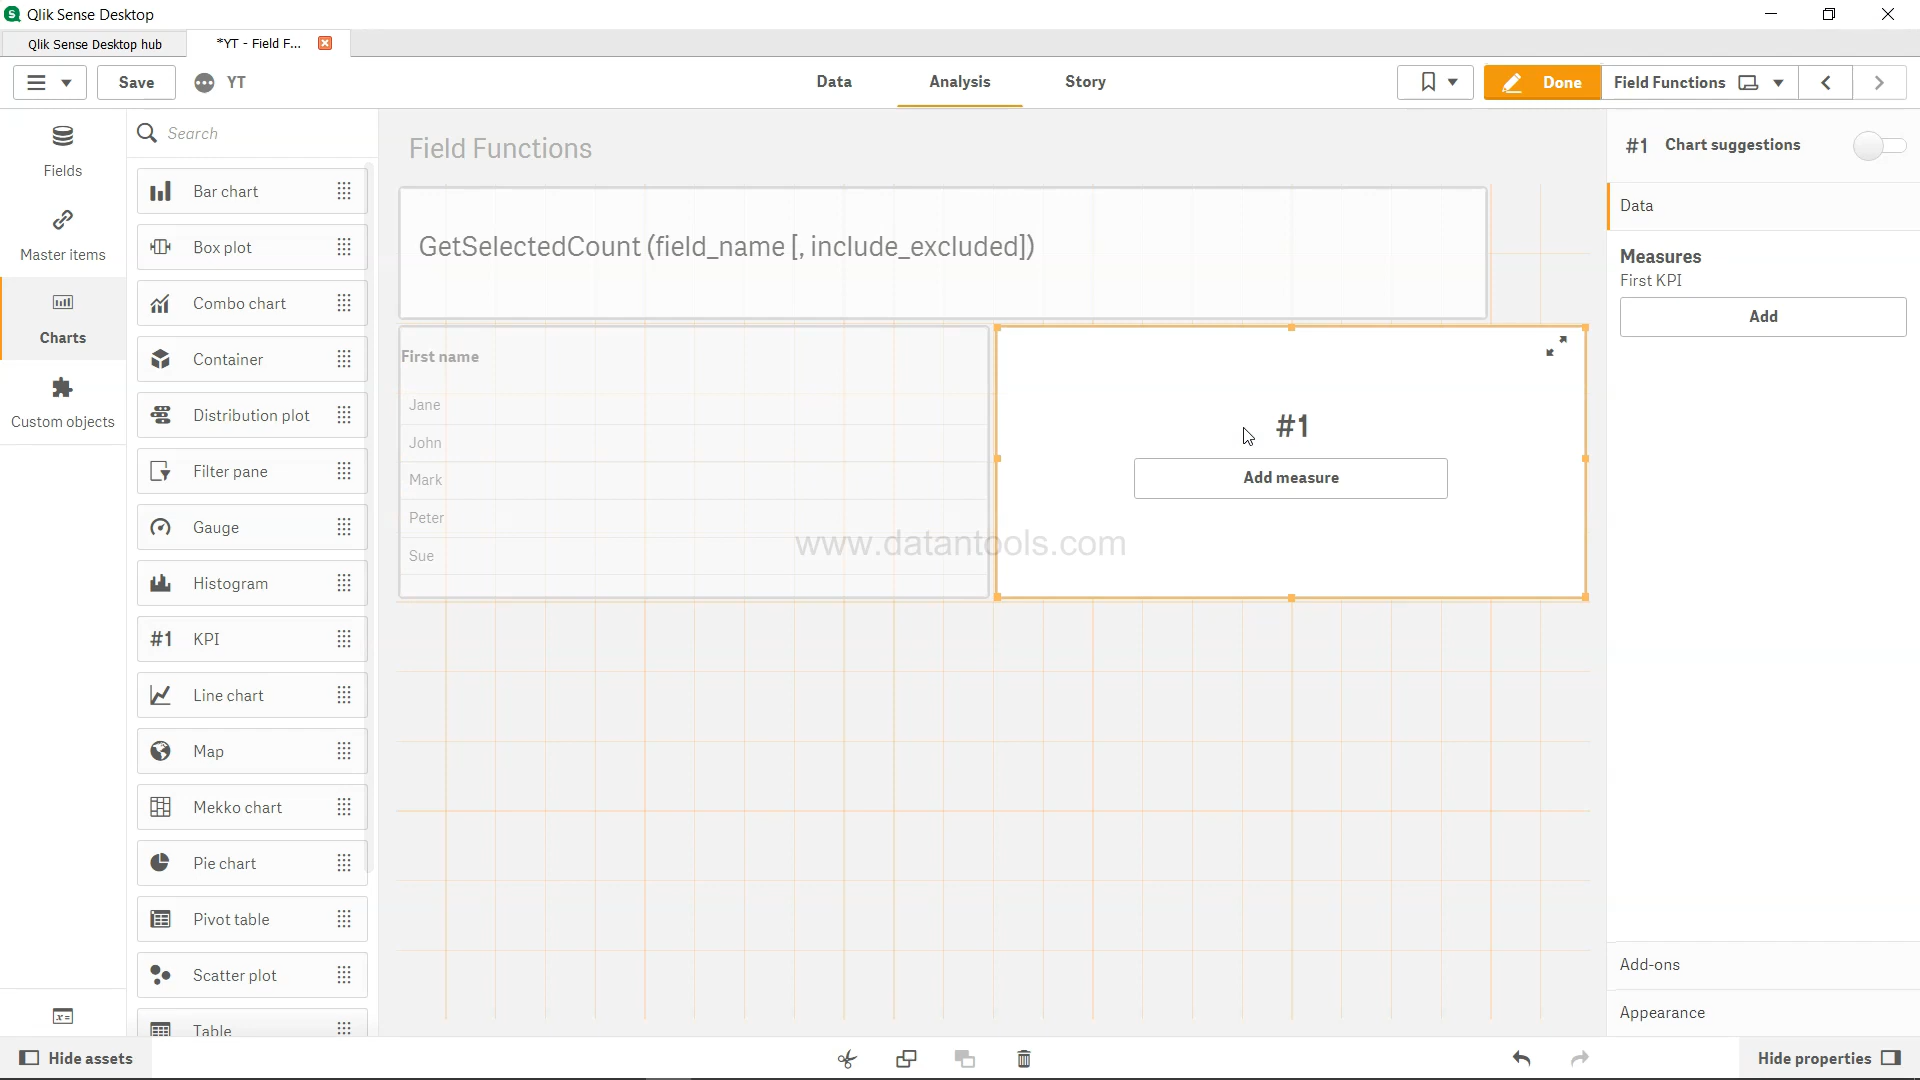 Qlik Sense Desktop
Qlik Sense Desktop hub
*YT - Field F...
Save
YT
Data
Analysis
Story
Done
Field Functions
Fields
Master items
Charts
Custom objects
Search
Bar chart
Box plot
Combo chart
Container
Distribution plot
Filter pane
Gauge
Histogram
#1 KPI
Line chart
Map
Mekko chart
Pie chart
Pivot table
Scatter plot
Table
Field Functions
GetSelectedCount (field_name [, include_excluded])
First name
Jane
John
Mark
Peter
Sue
#1
Add measure
www.datantools.com
#1 Chart suggestions
Data
Measures
First KPI
Add
Add-ons
Appearance
Hide assets
Hide properties